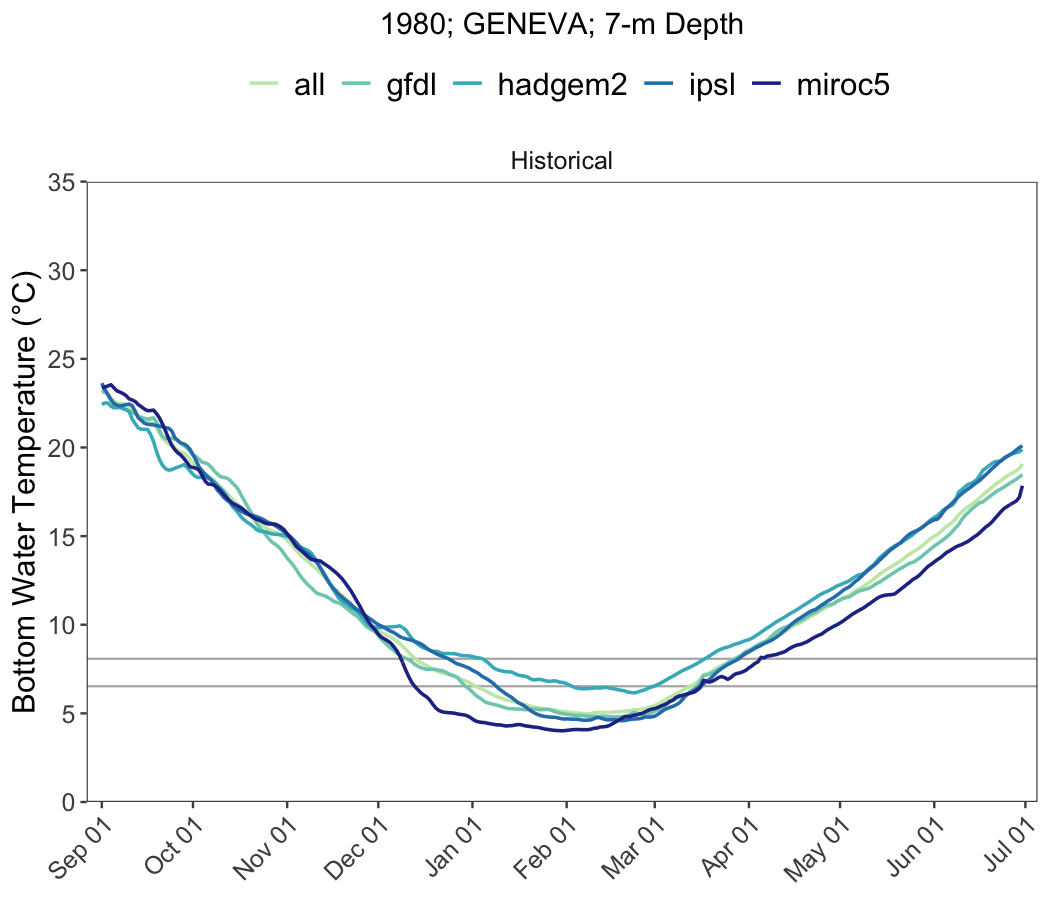 1980; GENEVA; 7-m Depth
all gfdl hadgem2 ipsl miroc5
Historical
Bottom Water Temperature (°C)
35
30
25
20
15
10
5
0
Sep 01 Oct 01 Nov 01 Dec 01 Jan 01 Feb 01 Mar 01 Apr 01 May 01 Jun 01 Jul 01